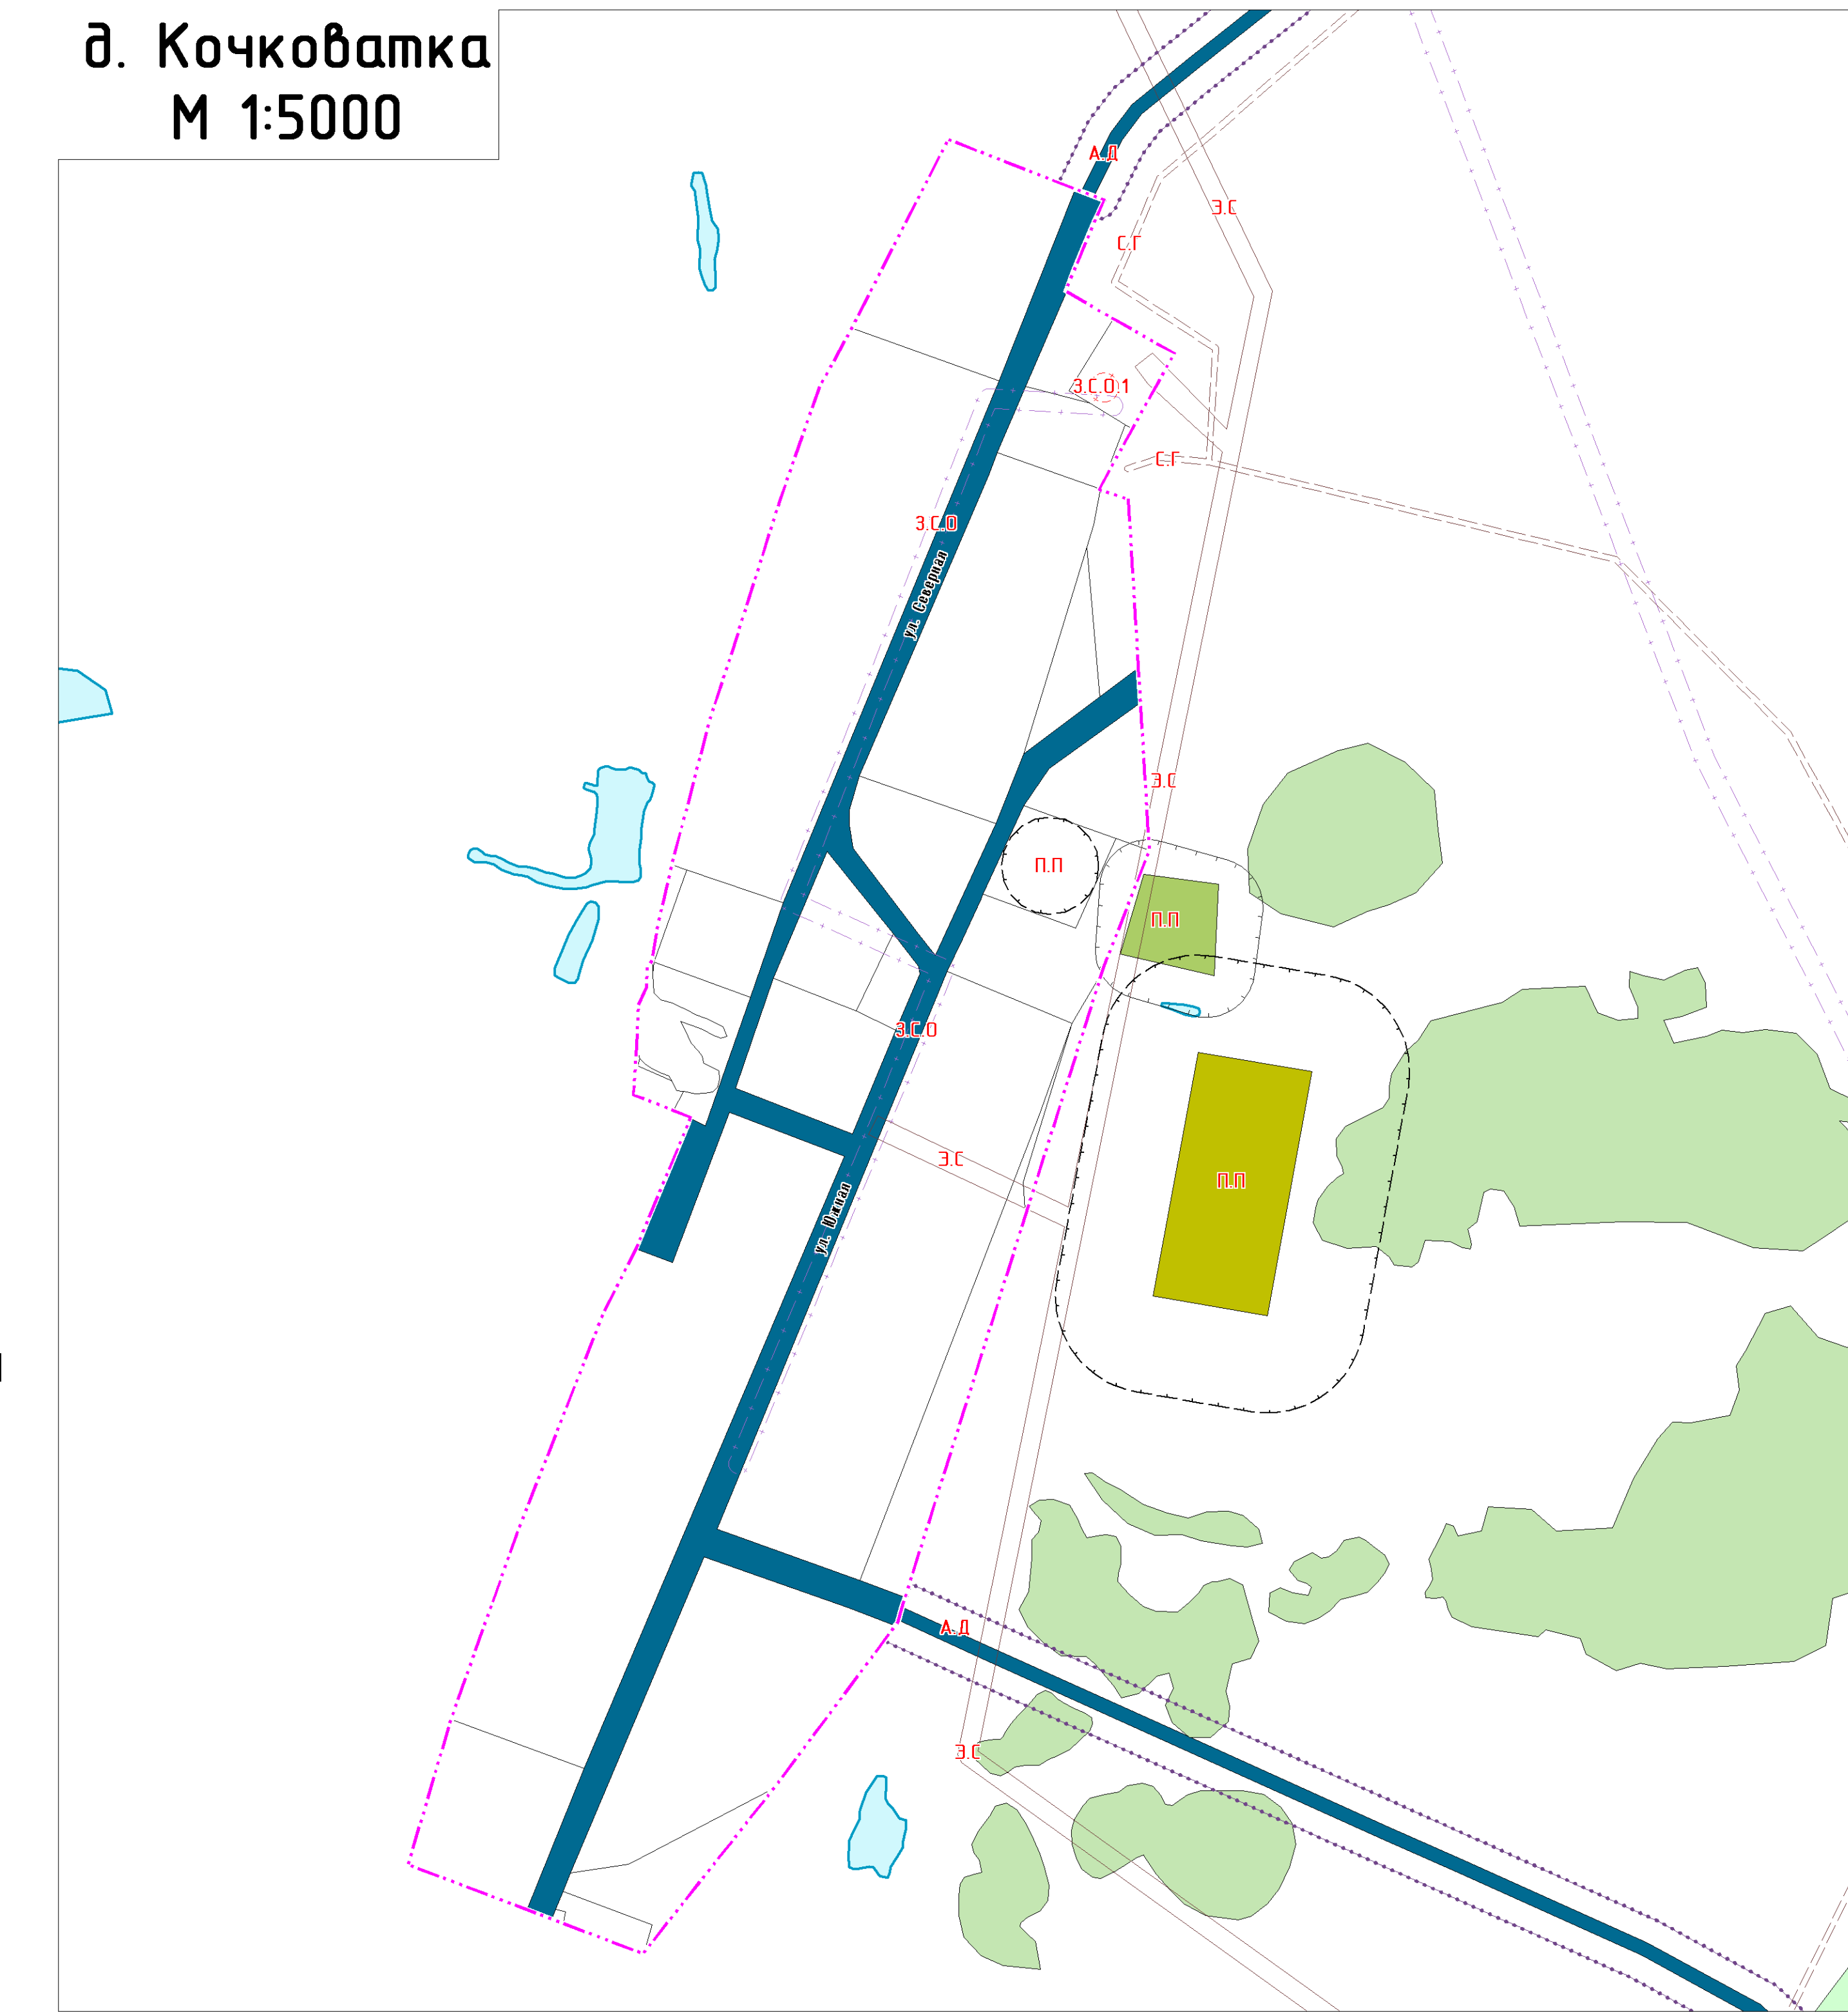 д. Кочковатка
М 1:5000
А.Д
Э.С
С.Г
З.С.О.1
С.Г
З.С.О
ул. Северная
Э.С
П.П
П.П
З.С.О
Э.С
П.П
ул. Южная
А.Д
Э.С